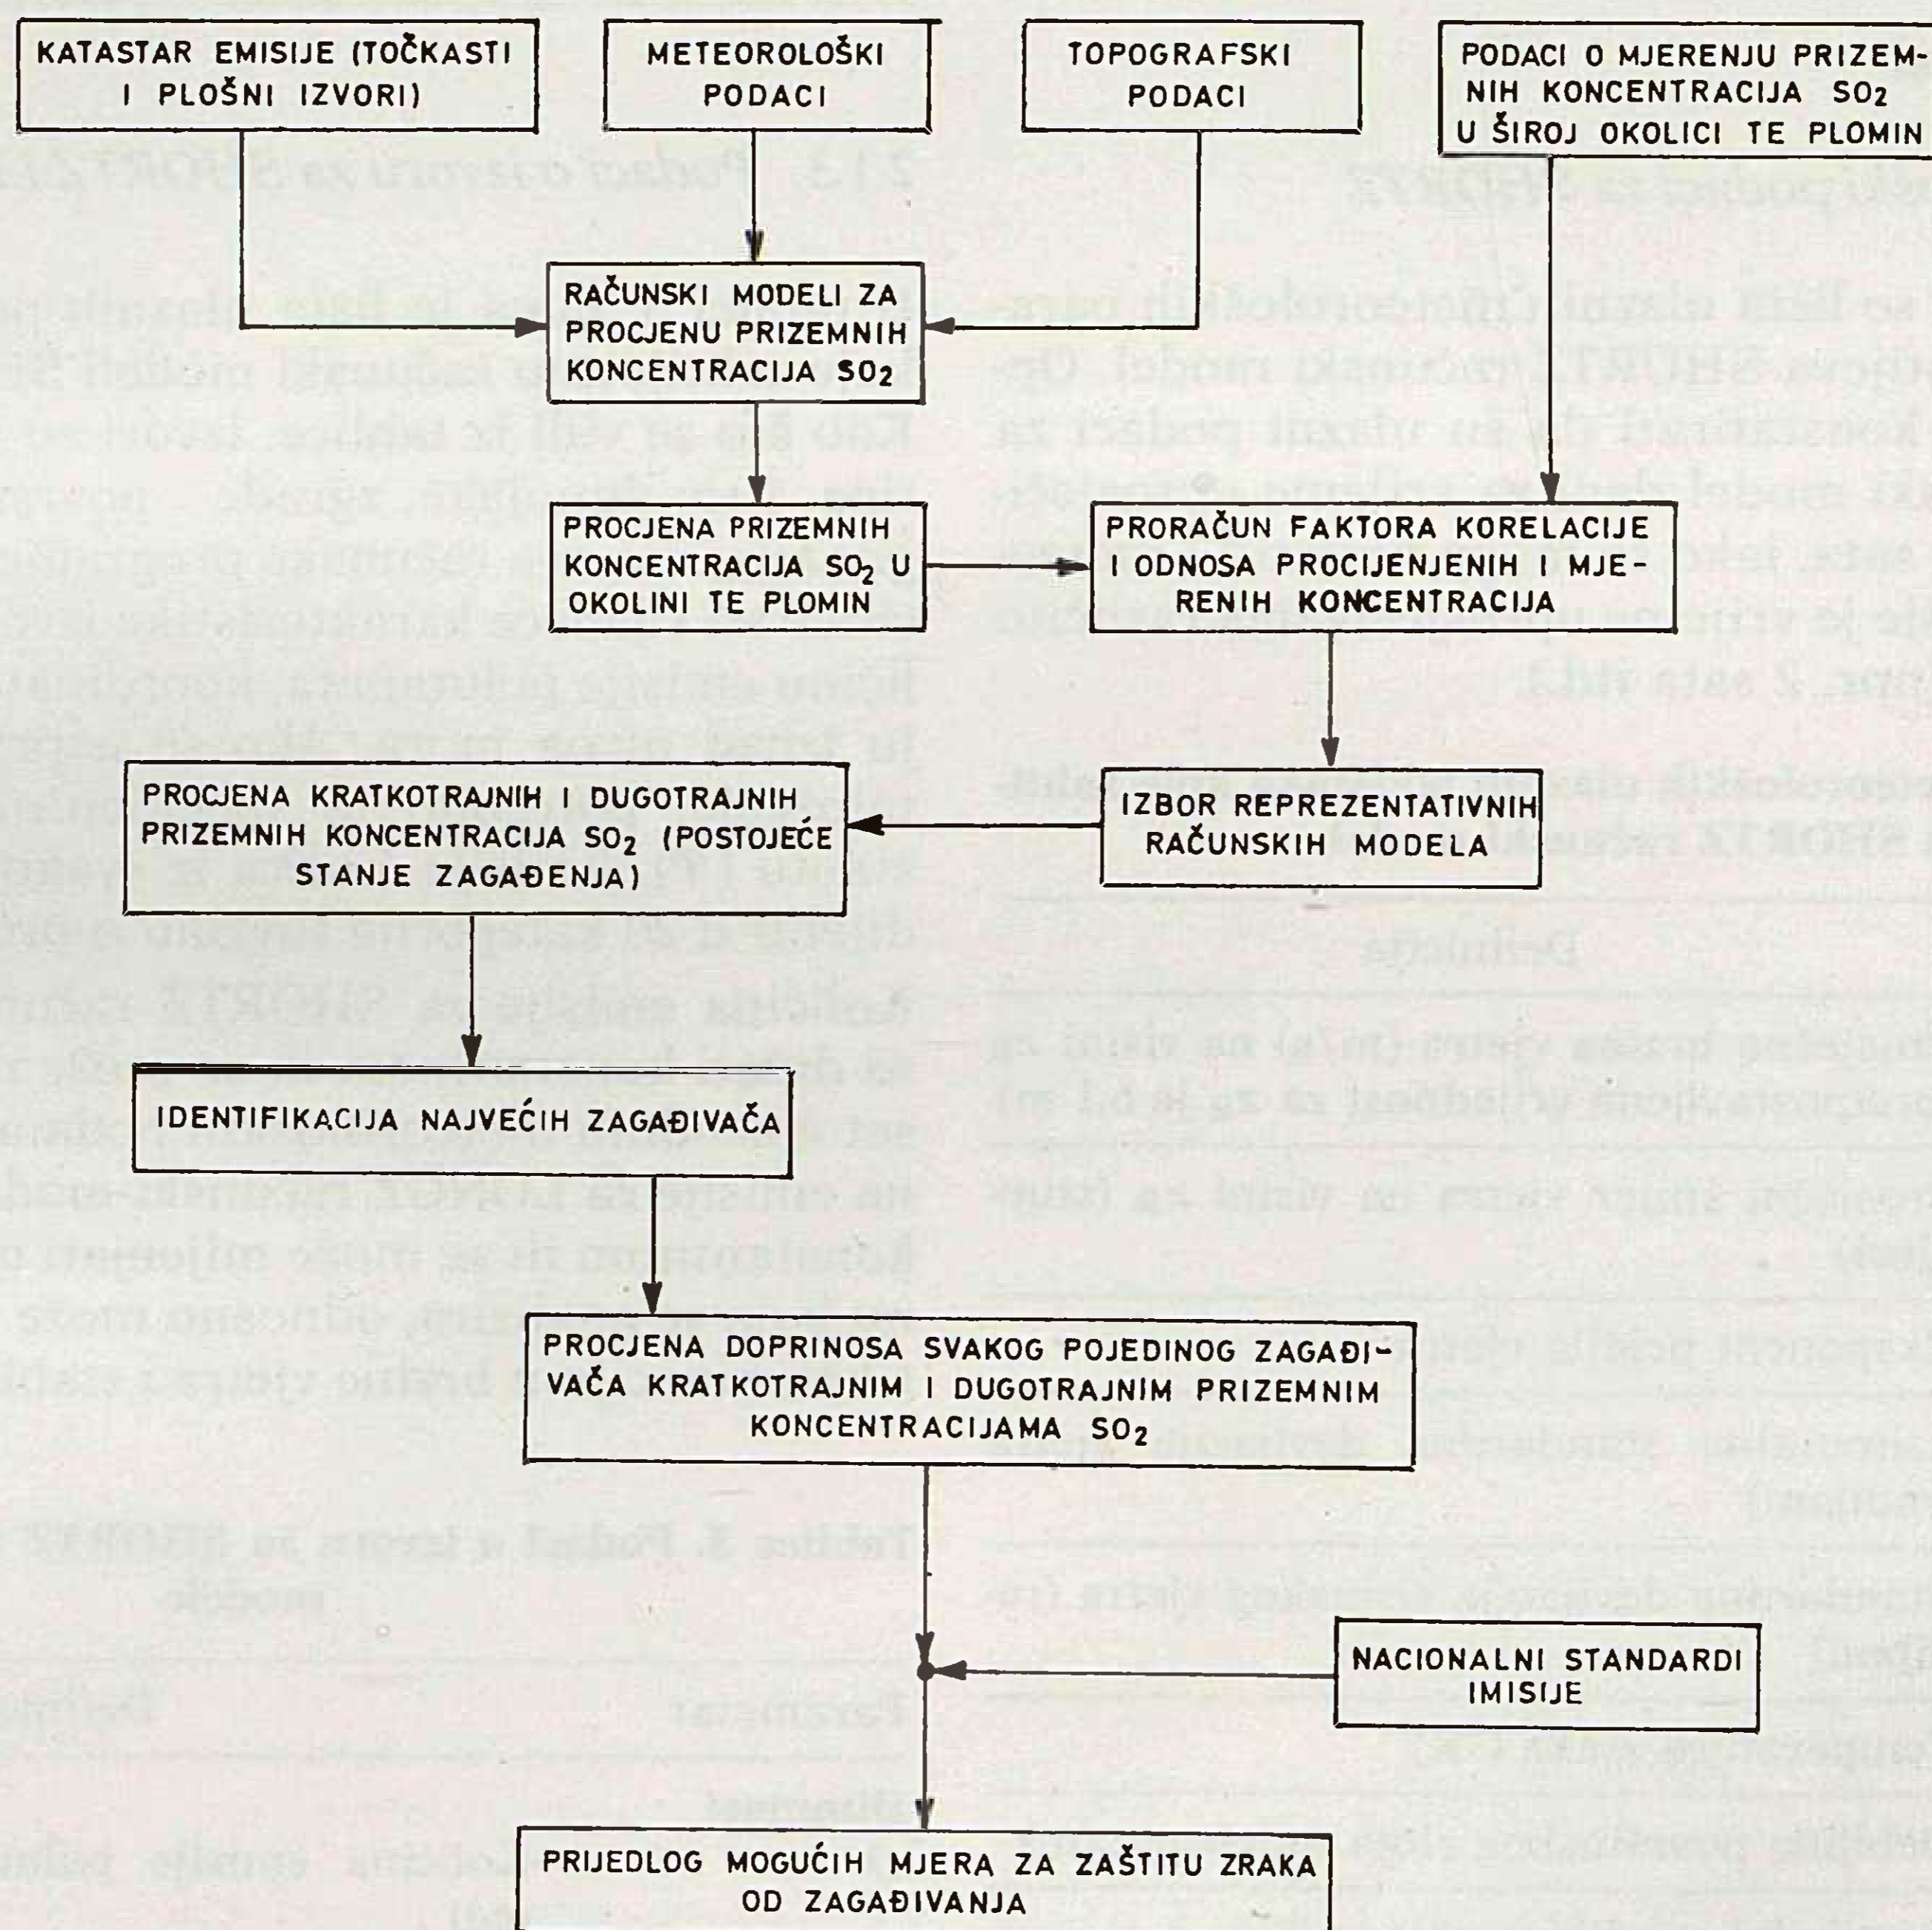 KATASTAR EMISIJE (TOČKASTI
I PLOŠNI IZVORI)
METEOROLOŠKI
PODACI
TOPOGRAFSKI
PODACI
PODACI O MJERENJU PRIZEM-
NIH KONCENTRACIJA SO₂
U ŠIROJ OKOLICI TE PLOMIN
RAČUNSKI MODELI ZA
PROCJENU PRIZEMNIH
KONCENTRACIJA SO₂
PROCJENA PRIZEMNIH
KONCENTRACIJA SO₂ U
OKOLINI TE PLOMIN
PRORAČUN FAKTORA KORELACIJE
I ODNOSA PROCIJENJENIH I MJE-
RENIH KONCENTRACIJA
PROCJENA KRATKOTRAJNIH I DUGOTRAJNIH
PRIZEMNIH KONCENTRACIJA SO₂ (POSTOJEĆE
STANJE ZAGAĐENJA)
IZBOR REPREZENTATIVNIH
RAČUNSKIH MODELA
IDENTIFIKACIJA NAJVEĆIH ZAGAĐIVAČA
PROCJENA DOPRINOSA SVAKOG POJEDINOG ZAGAĐI-
VAČA KRATKOTRAJNIM I DUGOTRAJNIM PRIZEMNIM
KONCENTRACIJAMA SO₂
NACIONALNI STANDARDI
IMISIJE
PRIJEDLOG MOGUĆIH MJERA ZA ZAŠTITU ZRAKA
OD ZAGAĐIVANJA